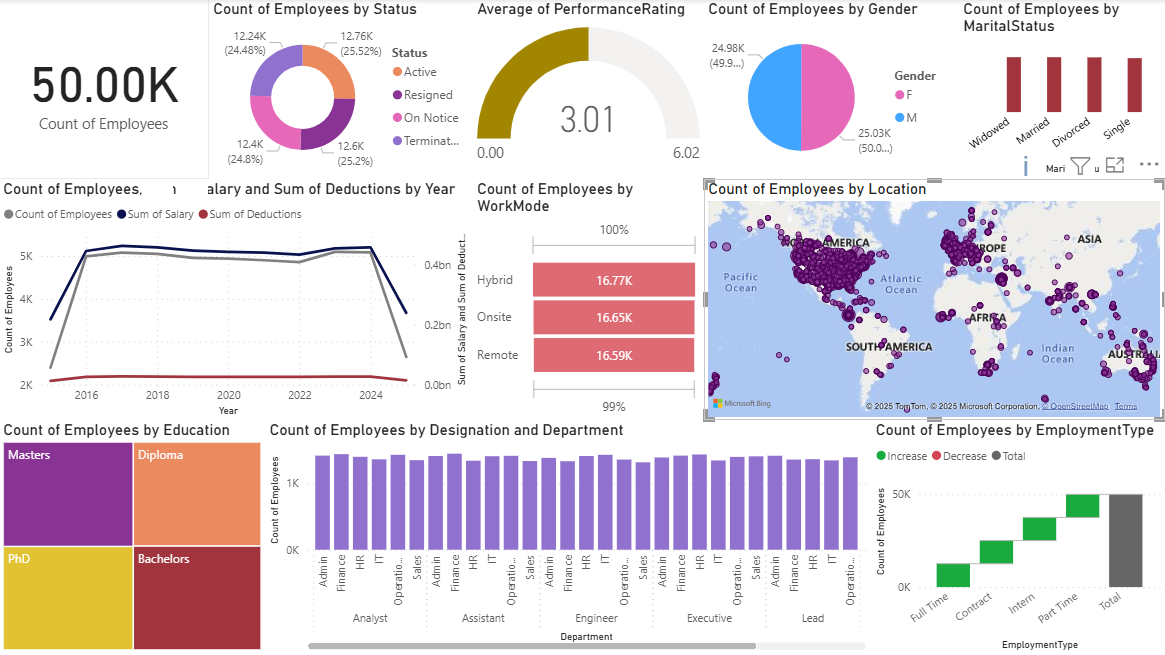 50.00K
Count of Employees
Count of Employees by Status
12.24K
(24.48%)
12.76K
(25.52%)
12.4K
(24.8%)
12.6K
(25.2%)
Status
Active
Resigned
On Notice
Terminat...
Average of PerformanceRating
3.01
0.00
6.02
Count of Employees by Gender
24.98K
(49.9...)
25.03K
(50.0...)
Gender
F
M
Count of Employees by
MaritalStatus
Widowed
Married
Divorced
Single
Mari
u
Count of Employees,
alary and Sum of Deductions by Year
Count of Employees
Sum of Salary
Sum of Deductions
Count of Employees
5K
4K
3K
2K
0.4bn
0.2bn
0.0bn
Sum of Salary and Sum of Deduct...
2016
2018
2020
2022
2024
Year
Count of Employees by
WorkMode
100%
Hybrid
16.77K
Onsite
16.65K
Remote
16.59K
99%
Count of Employees by Location
AMERICA
ASIA
Pacific
Ocean
Atlantic
Ocean
AFRICA
SOUTH AMERICA
Indian
Ocean
Microsoft Bing
© 2025 TomTom, © 2025 Microsoft Corporation, © OpenStreetMap Terms
Count of Employees by Education
Masters
Diploma
PhD
Bachelors
Count of Employees by Designation and Department
Count of Employees
1K
0K
Admin
Finance
HR
IT
Operatio...
Sales
Admin
Finance
HR
IT
Operatio...
Sales
Admin
Finance
HR
IT
Operatio...
Sales
Admin
Finance
HR
IT
Operatio...
Sales
Admin
Finance
HR
IT
Operatio...
Analyst
Assistant
Engineer
Executive
Lead
Department
Count of Employees by EmploymentType
Increase
Decrease
Total
Count of Employees
50K
0K
Full Time
Contract
Intern
Part Time
Total
EmploymentType